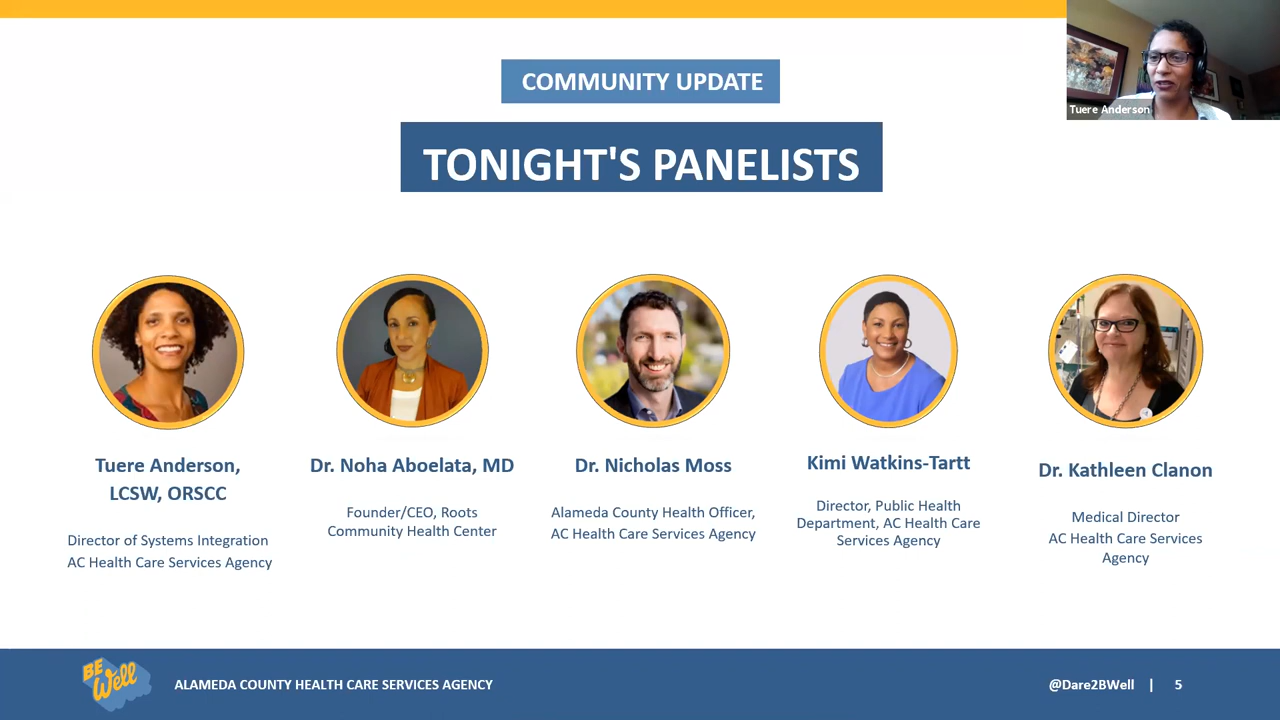 COMMUNITY UPDATE
TONIGHT'S PANELISTS
Tuere Anderson
Tuere Anderson,
LCSW, ORSCC
Director of Systems Integration
AC Health Care Services Agency
Dr. Noha Aboelata, MD
Founder/CEO, Roots
Community Health Center
Dr. Nicholas Moss
Alameda County Health Officer,
AC Health Care Services Agency
Kimi Watkins-Tartt
Director, Public Health
Department, AC Health Care
Services Agency
Dr. Kathleen Clanon
Medical Director
AC Health Care Services
Agency
BE
Well
ALAMEDA COUNTY HEALTH CARE SERVICES AGENCY
@Dare2BWell | 5